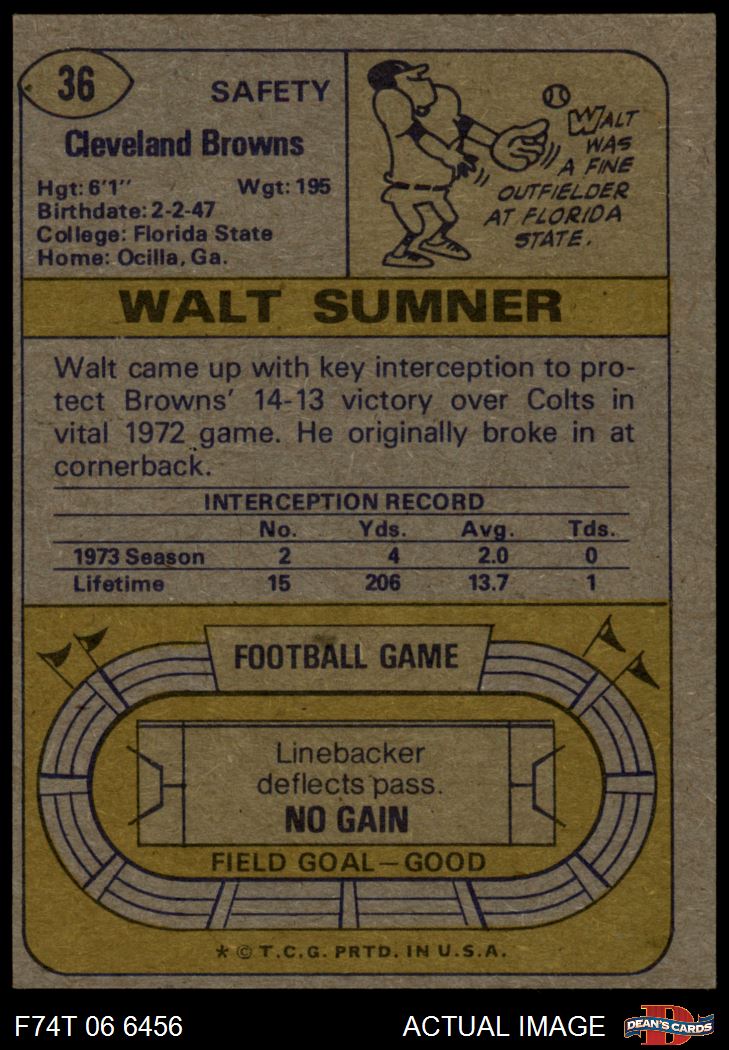 36
SAFETY
Cleveland Browns
Hgt: 6'1" Wgt: 195
Birthdate: 2-2-47
College: Florida State
Home: Ocilla, Ga.
WALT
WAS
A FINE
OUTFIELDER
AT FLORIDA
STATE.
WALT SUMNER
Walt came up with key interception to pro-
tect Browns' 14-13 victory over Colts in
vital 1972 game. He originally broke in at
cornerback.
INTERCEPTION RECORD
No. Yds. Avg. Tds.
1973 Season 2 4 2.0 0
Lifetime 15 206 13.7 1
FOOTBALL GAME
Linebacker
deflects pass.
NO GAIN
FIELD GOAL—GOOD
* © T.C.G. PRTD. IN U.S.A.
F74T 06 6456 ACTUAL IMAGE
D
DEAN'S CARDS